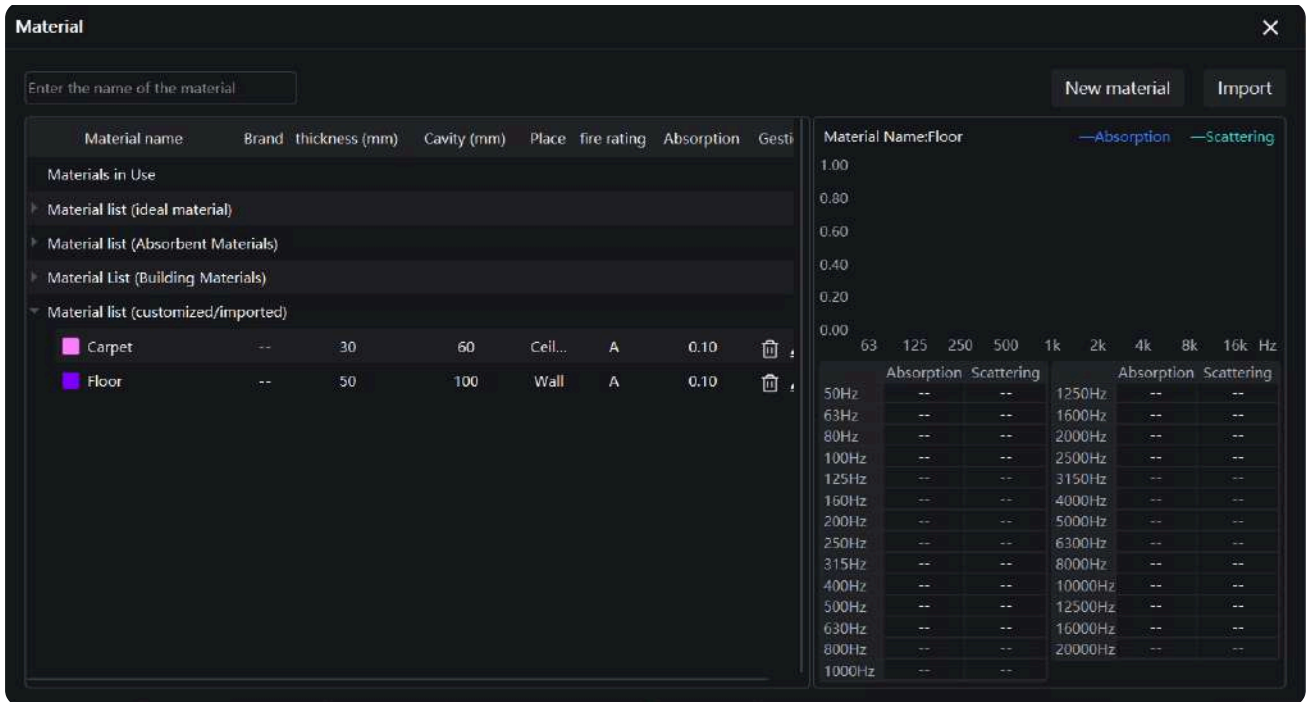 Material
Enter the name of the material
New material Import
Material name Brand thickness (mm) Cavity (mm) Place fire rating Absorption Gesti
Materials in Use
Material list (ideal material)
Material list (Absorbent Materials)
Material List (Building Materials)
Material list (customized/imported)
Carpet -- 30 60 Ceil... A 0.10
Floor -- 50 100 Wall A 0.10
Material Name:Floor —Absorption —Scattering
1.00
0.80
0.60
0.40
0.20
0.00
63 125 250 500 1k 2k 4k 8k 16k Hz
Absorption Scattering Absorption Scattering
50Hz -- -- 1250Hz -- --
63Hz -- -- 1600Hz -- --
80Hz -- -- 2000Hz -- --
100Hz -- -- 2500Hz -- --
125Hz -- -- 3150Hz -- --
160Hz -- -- 4000Hz -- --
200Hz -- -- 5000Hz -- --
250Hz -- -- 6300Hz -- --
315Hz -- -- 8000Hz -- --
400Hz -- -- 10000Hz -- --
500Hz -- -- 12500Hz -- --
630Hz -- -- 16000Hz -- --
800Hz -- -- 20000Hz -- --
1000Hz -- --